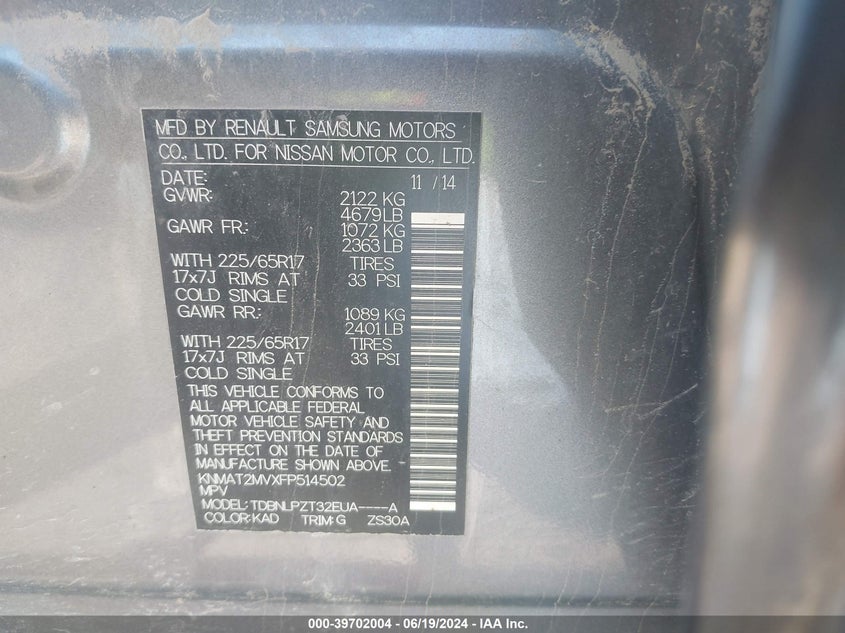 MFD BY RENAULT SAMSUNG MOTORS
CO., LTD. FOR NISSAN MOTOR CO., LTD.
DATE: 11 / 14
GVWR: 2122 KG
4679 LB
GAWR FR: 1072 KG
2363 LB
WITH 225/65R17 TIRES
17x7J RIMS AT 33 PSI
COLD SINGLE
GAWR RR: 1089 KG
2401 LB
WITH 225/65R17 TIRES
17x7J RIMS AT 33 PSI
COLD SINGLE
THIS VEHICLE CONFORMS TO
ALL APPLICABLE FEDERAL
MOTOR VEHICLE SAFETY AND
THEFT PREVENTION STANDARDS
IN EFFECT ON THE DATE OF
MANUFACTURE SHOWN ABOVE.
KNMAT2MVXFP514502
MPV
MODEL: TDBNLPZT32EUA----A
COLOR: KAD TRIM: G ZS30A
000-39702004 - 06/19/2024 - IAA Inc.